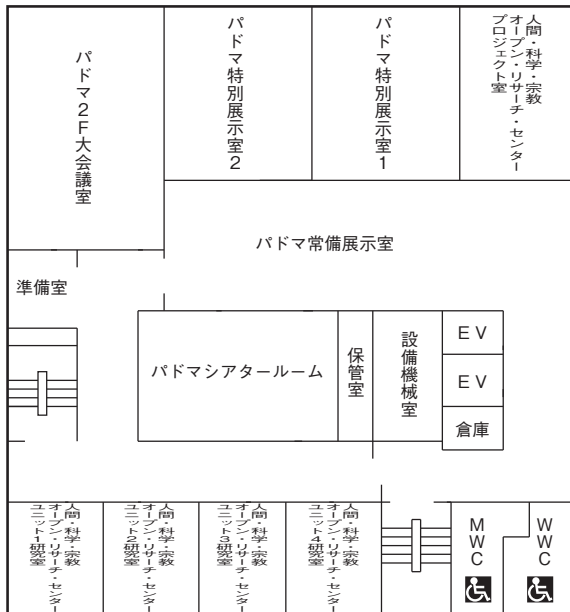 パドマ2F大会議室
パドマ特別展示室2
パドマ特別展示室1
人間・科学・宗教
オープン・リサーチ・センター
プロジェクト室
パドマ常備展示室
準備室
パドマシアタールーム
保管室
設備機械室
EV
EV
倉庫
人間・科学・宗教
オープン・リサーチ・センター
ユニット1研究室
人間・科学・宗教
オープン・リサーチ・センター
ユニット2研究室
人間・科学・宗教
オープン・リサーチ・センター
ユニット3研究室
人間・科学・宗教
オープン・リサーチ・センター
ユニット4研究室
MWC
WWC